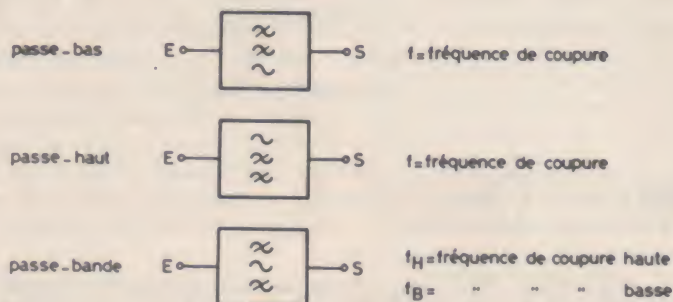 passe-bas E S f=fréquence de coupure
passe-haut E S f=fréquence de coupure
passe-bande E S fH=fréquence de coupure haute
fB= " " " basse